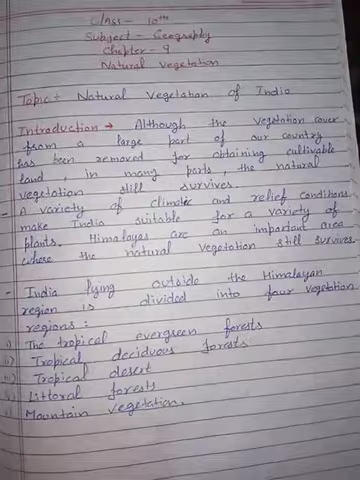 Class - 10th
Subject - Geography
Chapter - 9
Natural Vegetation
Topic :- Natural Vegetation of India
Introduction → Although the vegetation cover
from a large part of our country
has been removed for obtaining cultivable
land, in many parts, the natural
vegetation still survives.
- A variety of climatic and relief conditions
make India suitable for a variety of
plants. Himalayas are an important area
where the natural vegetation still survives.
- India lying outside the Himalayan
region is divided into four vegetation
regions :
i) The tropical evergreen forests
ii) Tropical deciduous forests
iii) Tropical desert
Littoral forests
Mountain vegetation.